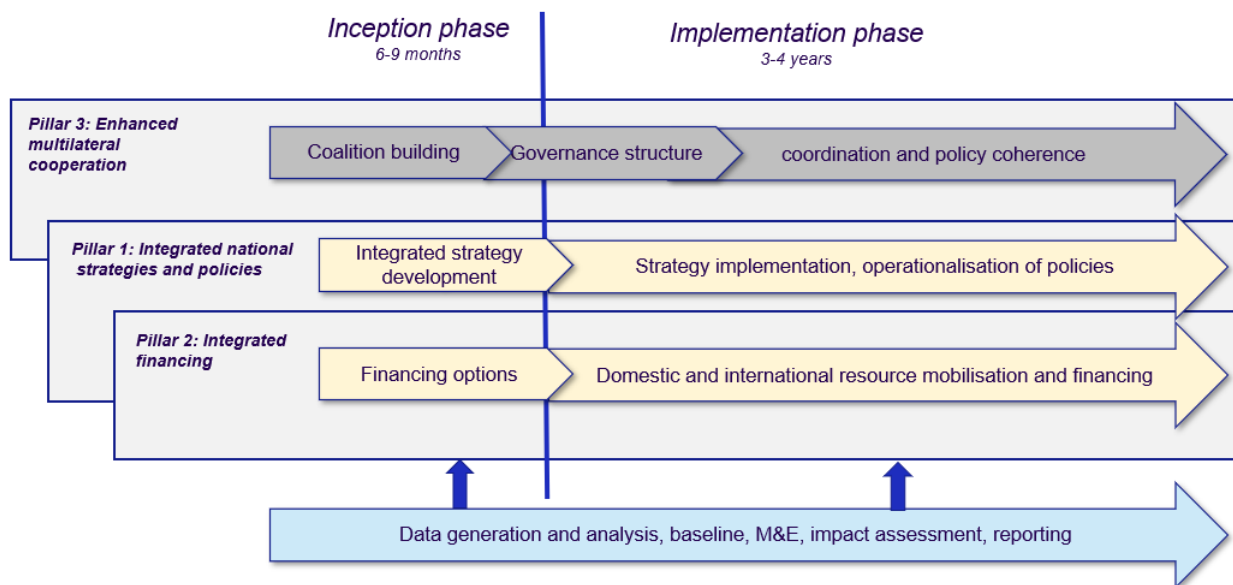 Inception phase
6-9 months
Implementation phase
3-4 years
Pillar 3: Enhanced
multilateral
cooperation
Coalition building
Governance structure
coordination and policy coherence
Pillar 1: Integrated national
strategies and policies
Integrated strategy
development
Strategy implementation, operationalisation of policies
Pillar 2: Integrated
financing
Financing options
Domestic and international resource mobilisation and financing
Data generation and analysis, baseline, M&E, impact assessment, reporting